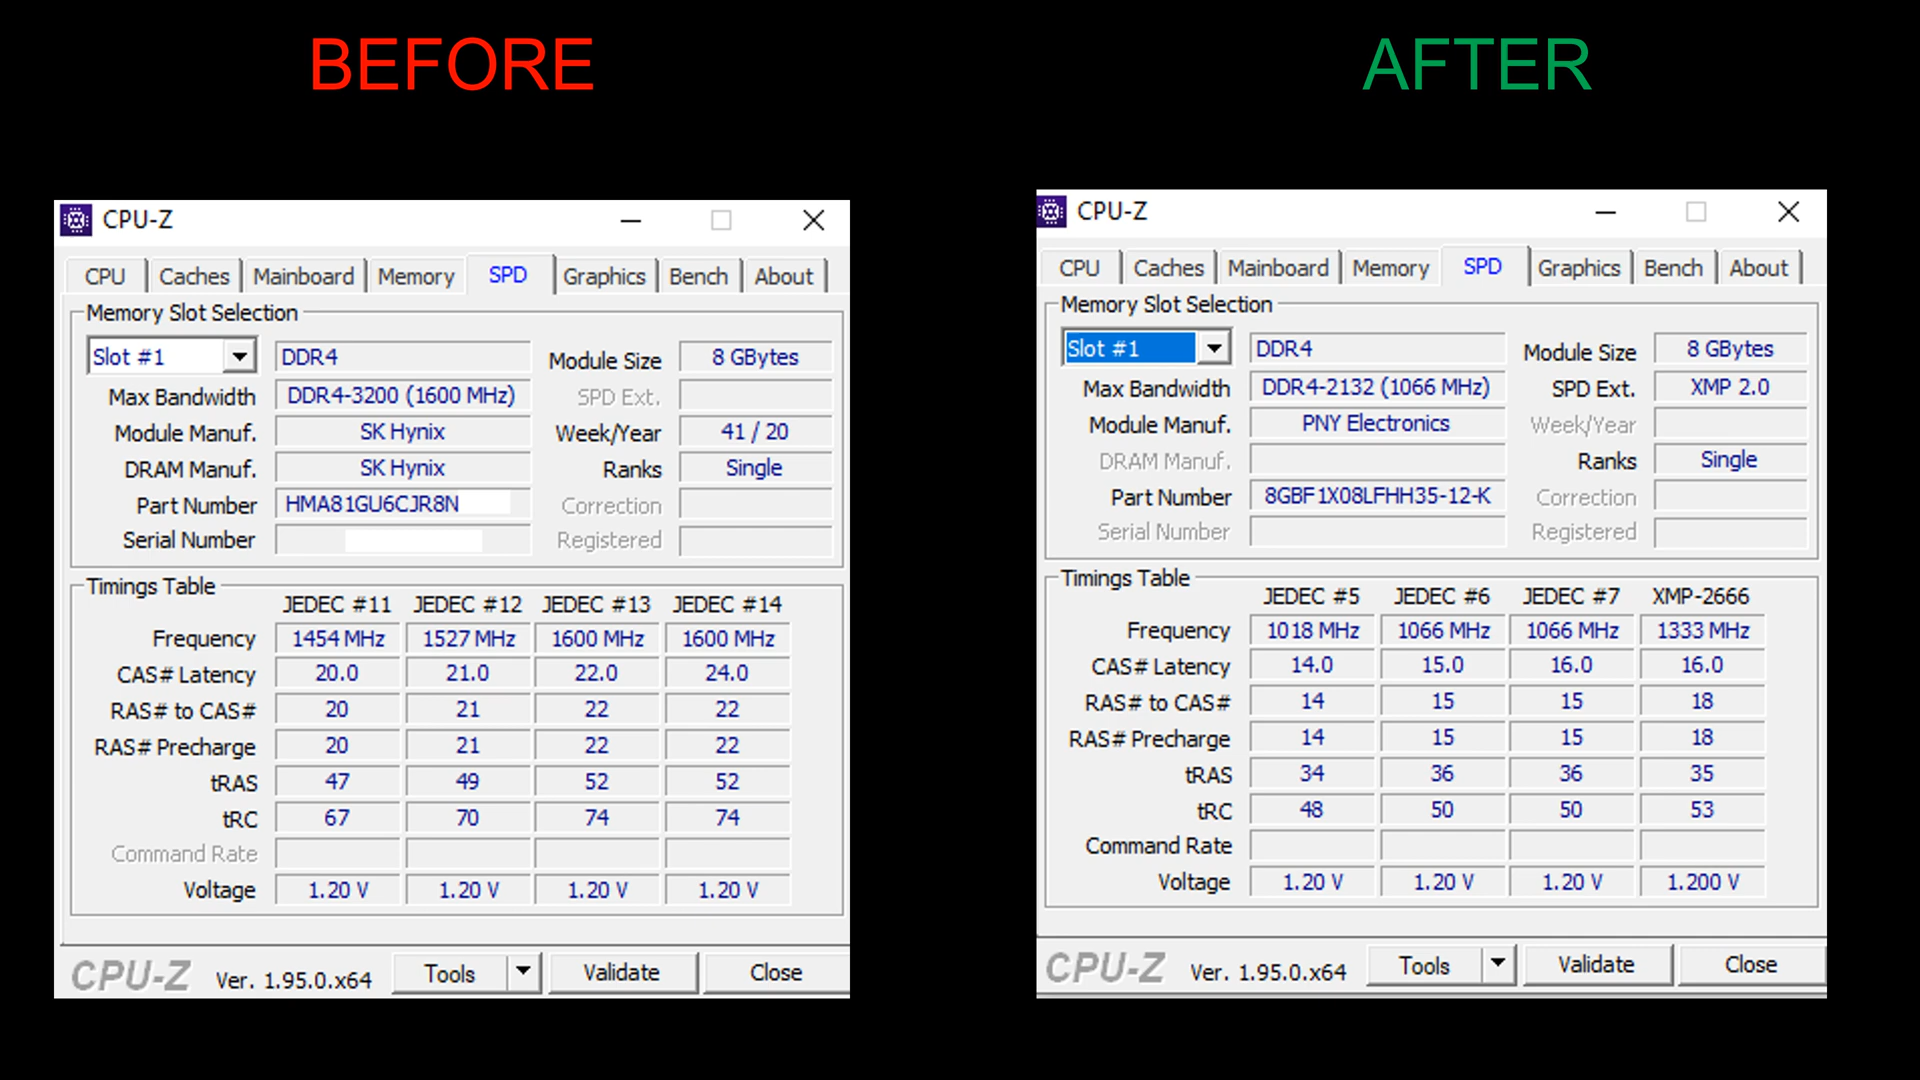 BEFORE
CPU-Z
CPU Caches Mainboard Memory SPD Graphics Bench About
Memory Slot Selection
Slot #1 DDR4 Module Size 8 GBytes
Max Bandwidth DDR4-3200 (1600 MHz) SPD Ext.
Module Manuf. SK Hynix Week/Year 41 / 20
DRAM Manuf. SK Hynix Ranks Single
Part Number HMA81GU6CJR8N Correction
Serial Number Registered
Timings Table
JEDEC #11 JEDEC #12 JEDEC #13 JEDEC #14
Frequency 1454 MHz 1527 MHz 1600 MHz 1600 MHz
CAS# Latency 20.0 21.0 22.0 24.0
RAS# to CAS# 20 21 22 22
RAS# Precharge 20 21 22 22
tRAS 47 49 52 52
tRC 67 70 74 74
Command Rate
Voltage 1.20 V 1.20 V 1.20 V 1.20 V
CPU-Z Ver. 1.95.0.x64 Tools Validate Close
AFTER
CPU-Z
CPU Caches Mainboard Memory SPD Graphics Bench About
Memory Slot Selection
Slot #1 DDR4 Module Size 8 GBytes
Max Bandwidth DDR4-2132 (1066 MHz) SPD Ext. XMP 2.0
Module Manuf. PNY Electronics Week/Year
DRAM Manuf. Ranks Single
Part Number 8GBF1X08LFHH35-12-K Correction
Serial Number Registered
Timings Table
JEDEC #5 JEDEC #6 JEDEC #7 XMP-2666
Frequency 1018 MHz 1066 MHz 1066 MHz 1333 MHz
CAS# Latency 14.0 15.0 16.0 16.0
RAS# to CAS# 14 15 15 18
RAS# Precharge 14 15 15 18
tRAS 34 36 36 35
tRC 48 50 50 53
Command Rate
Voltage 1.20 V 1.20 V 1.20 V 1.200 V
CPU-Z Ver. 1.95.0.x64 Tools Validate Close